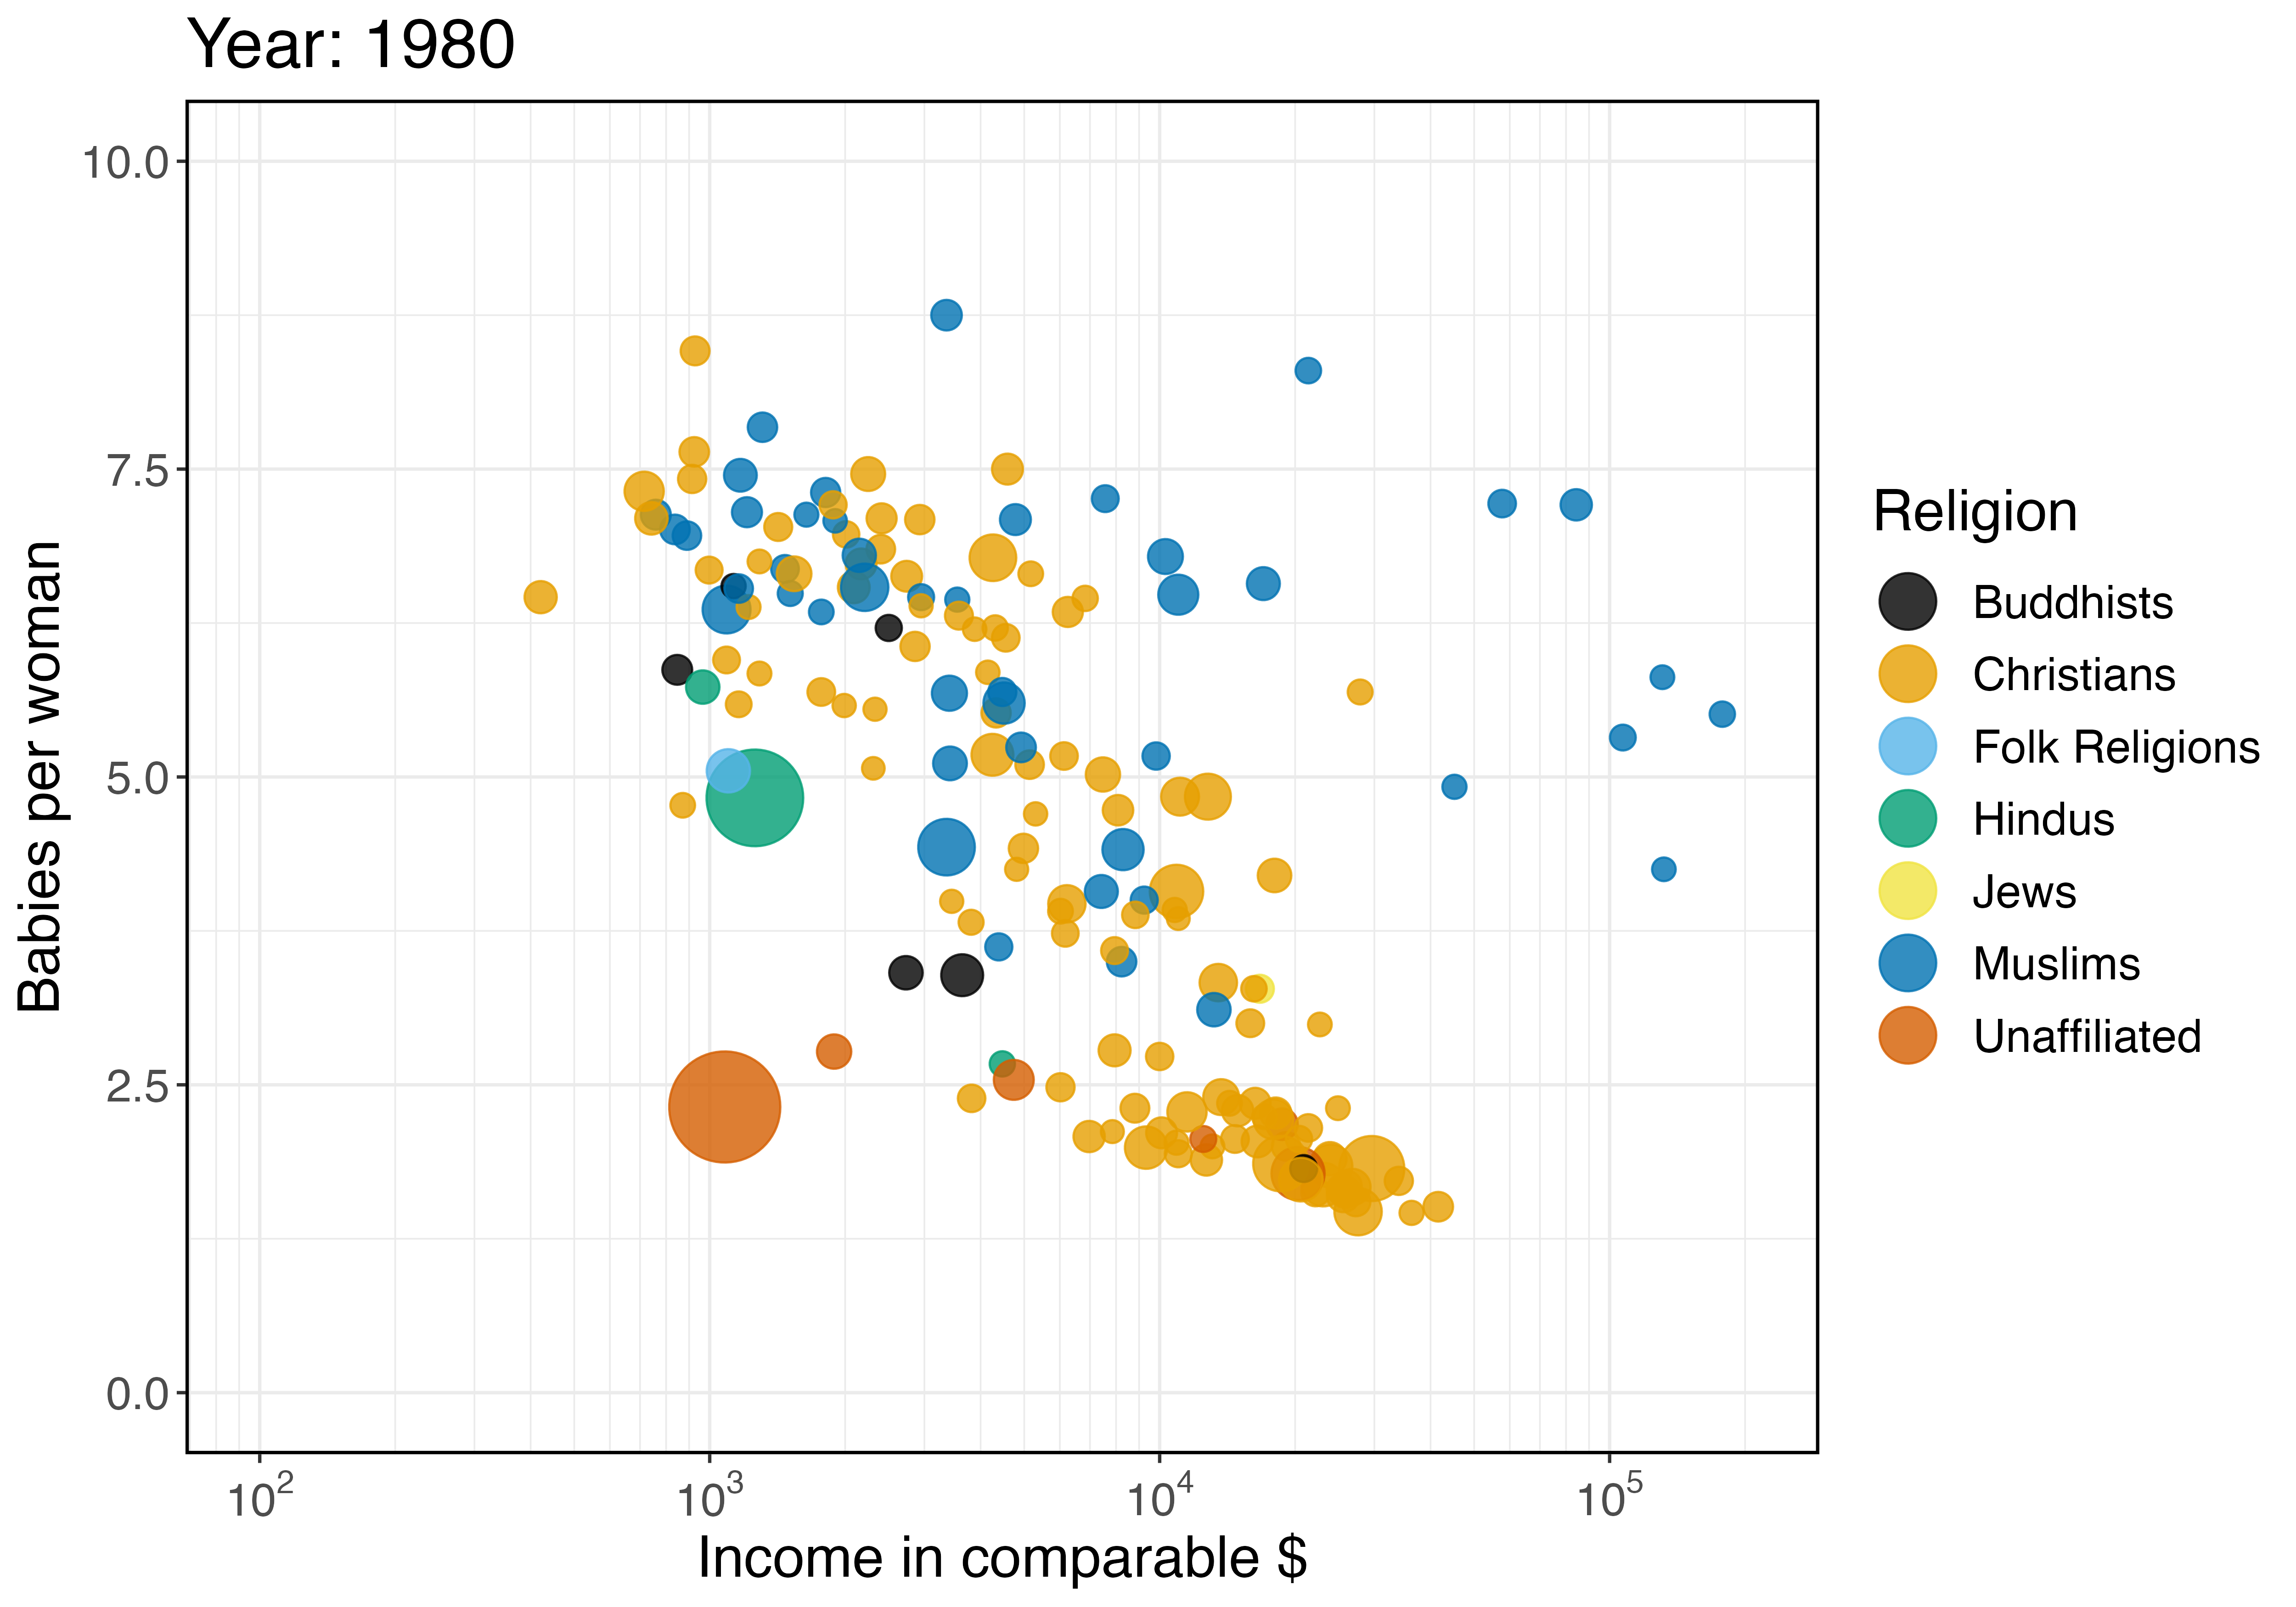 Year: 1980
10.0
7.5
5.0
2.5
0.0
Babies per woman
10²
10³
10⁴
10⁵
Income in comparable $
Religion
Buddhists
Christians
Folk Religions
Hindus
Jews
Muslims
Unaffiliated